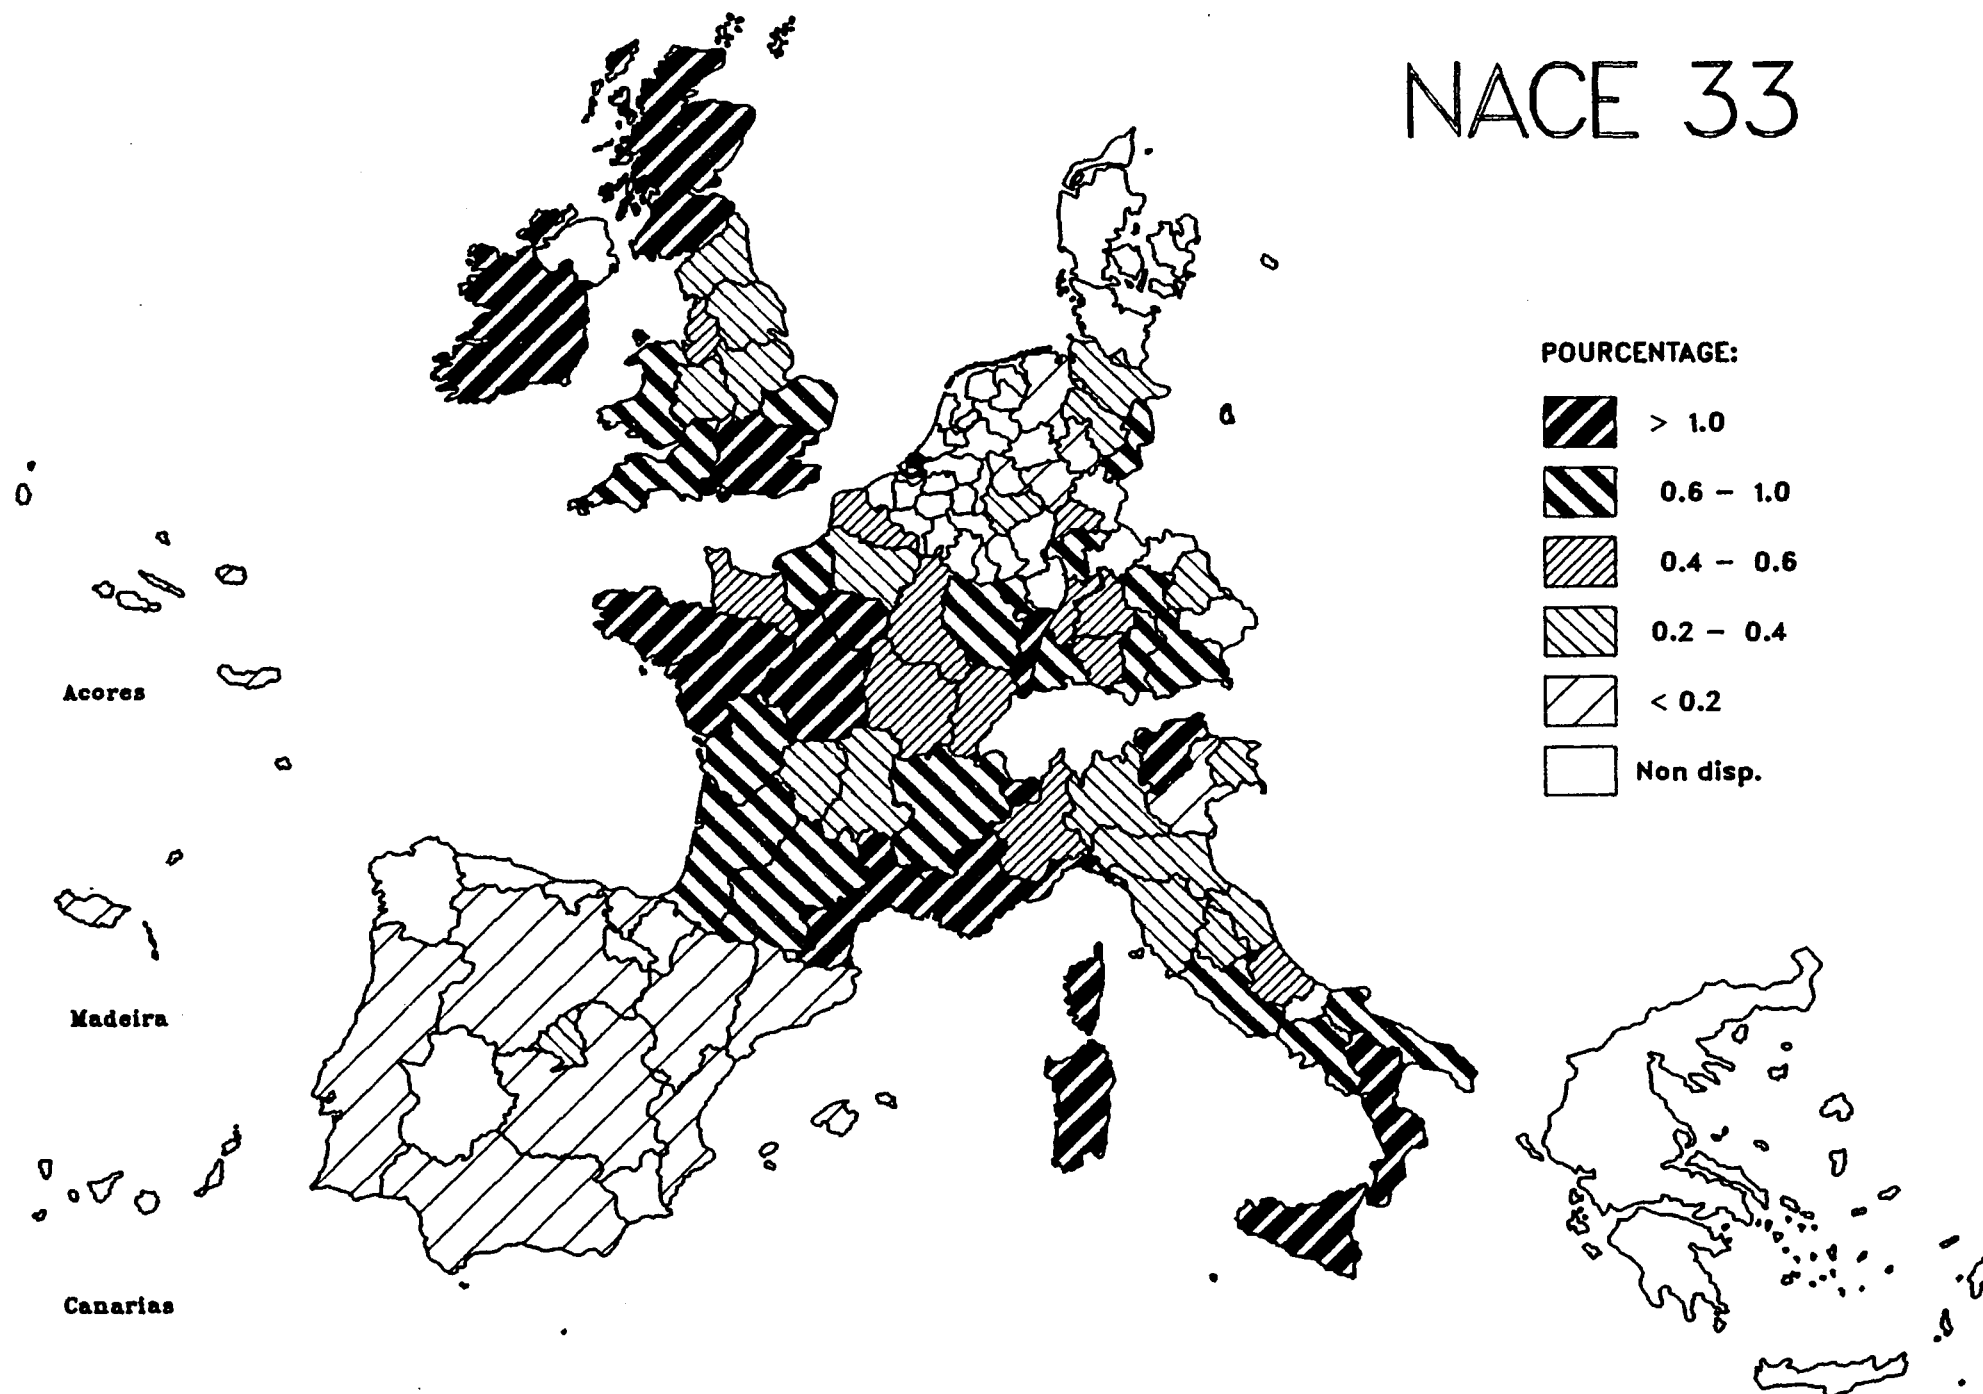 NACE 33
POURCENTAGE:
> 1.0
0.6 - 1.0
0.4 - 0.6
0.2 - 0.4
< 0.2
Non disp.
Acores
Madeira
Canarias